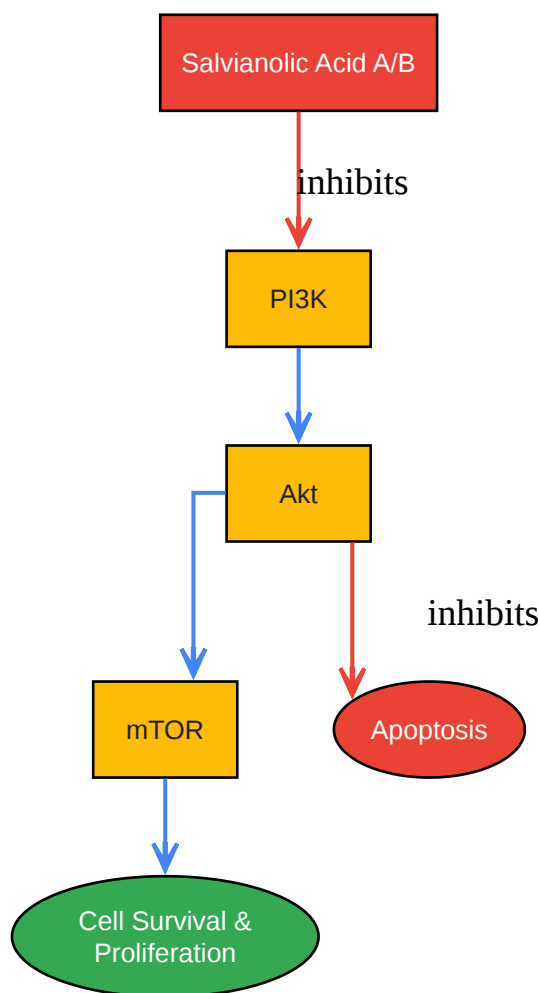 Salvianolic Acid A/B
inhibits
PI3K
Akt
inhibits
mTOR
Apoptosis
Cell Survival &
Proliferation